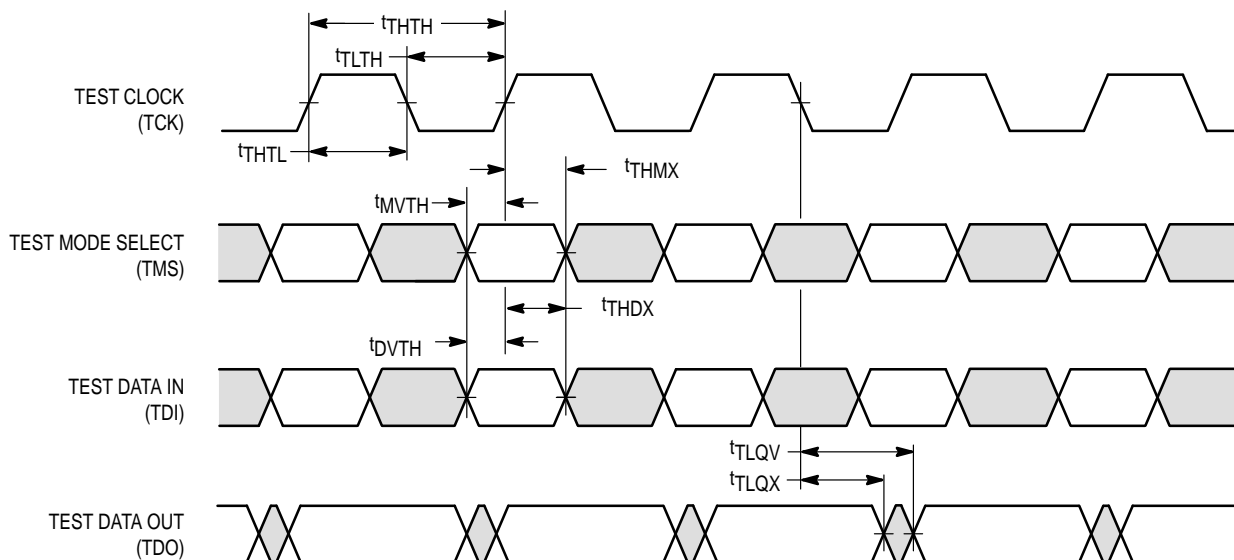 tTHTH
tTLTH
TEST CLOCK
(TCK)
tTHTL
tTHMX
tMVTH
TEST MODE SELECT
(TMS)
tTHDX
tDVTH
TEST DATA IN
(TDI)
tTLQV
tTLQX
TEST DATA OUT
(TDO)